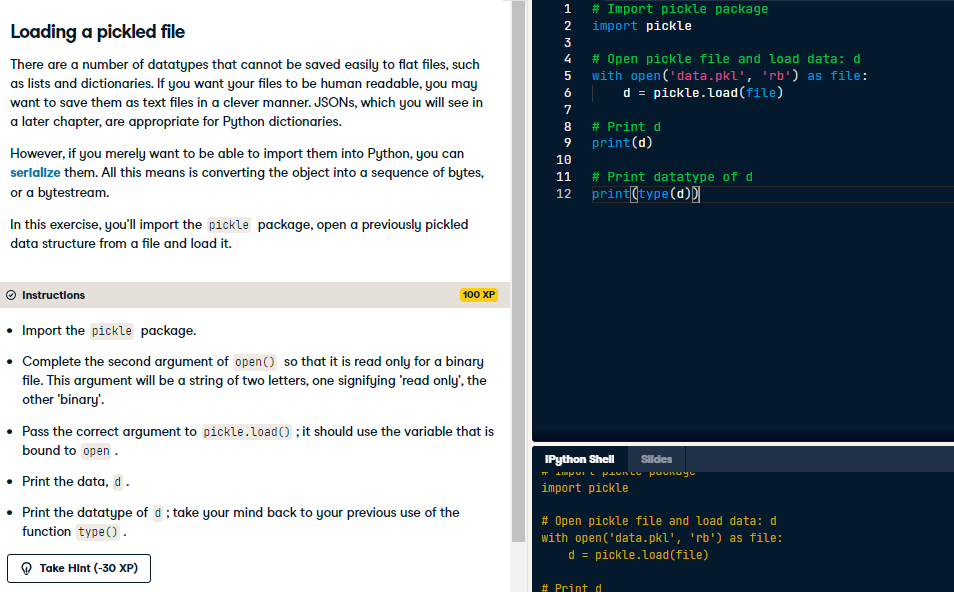 Loading a pickled file
There are a number of datatypes that cannot be saved easily to flat files, such
as lists and dictionaries. If you want your files to be human readable, you may
want to save them as text files in a clever manner. JSONs, which you will see in
a later chapter, are appropriate for Python dictionaries.
However, if you merely want to be able to import them into Python, you can
serialize them. All this means is converting the object into a sequence of bytes,
or a bytestream.
In this exercise, you'll import the pickle package, open a previously pickled
data structure from a file and load it.
Instructions 100 XP
• Import the pickle package.
• Complete the second argument of open() so that it is read only for a binary
file. This argument will be a string of two letters, one signifying 'read only', the
other 'binary'.
• Pass the correct argument to pickle.load() ; it should use the variable that is
bound to open .
• Print the data, d .
• Print the datatype of d ; take your mind back to your previous use of the
function type() .
Take Hint (-30 XP)
1 # Import pickle package
2 import pickle
3
4 # Open pickle file and load data: d
5 with open('data.pkl', 'rb') as file:
6     d = pickle.load(file)
7
8 # Print d
9 print(d)
10
11 # Print datatype of d
12 print(type(d))
IPython Shell Slides
# Import pickle package
import pickle
# Open pickle file and load data: d
with open('data.pkl', 'rb') as file:
    d = pickle.load(file)
# Print d